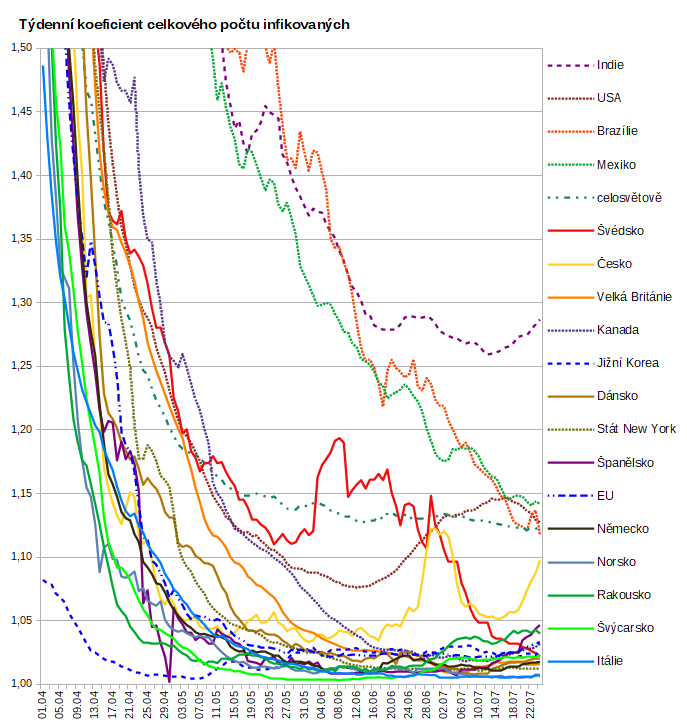 Týdenní koeficient celkového počtu infikovaných
1,50
1,45
1,40
1,35
1,30
1,25
1,20
1,15
1,10
1,05
1,00
01.04
05.04
09.04
13.04
17.04
21.04
25.04
29.04
03.05
07.05
11.05
15.05
19.05
23.05
27.05
31.05
04.06
08.06
12.06
16.06
20.06
24.06
28.06
02.07
06.07
10.07
14.07
18.07
22.07
Indie
USA
Brazílie
Mexiko
celosvětově
Švédsko
Česko
Velká Británie
Kanada
Jižní Korea
Dánsko
Stát New York
Španělsko
EU
Německo
Norsko
Rakousko
Švýcarsko
Itálie